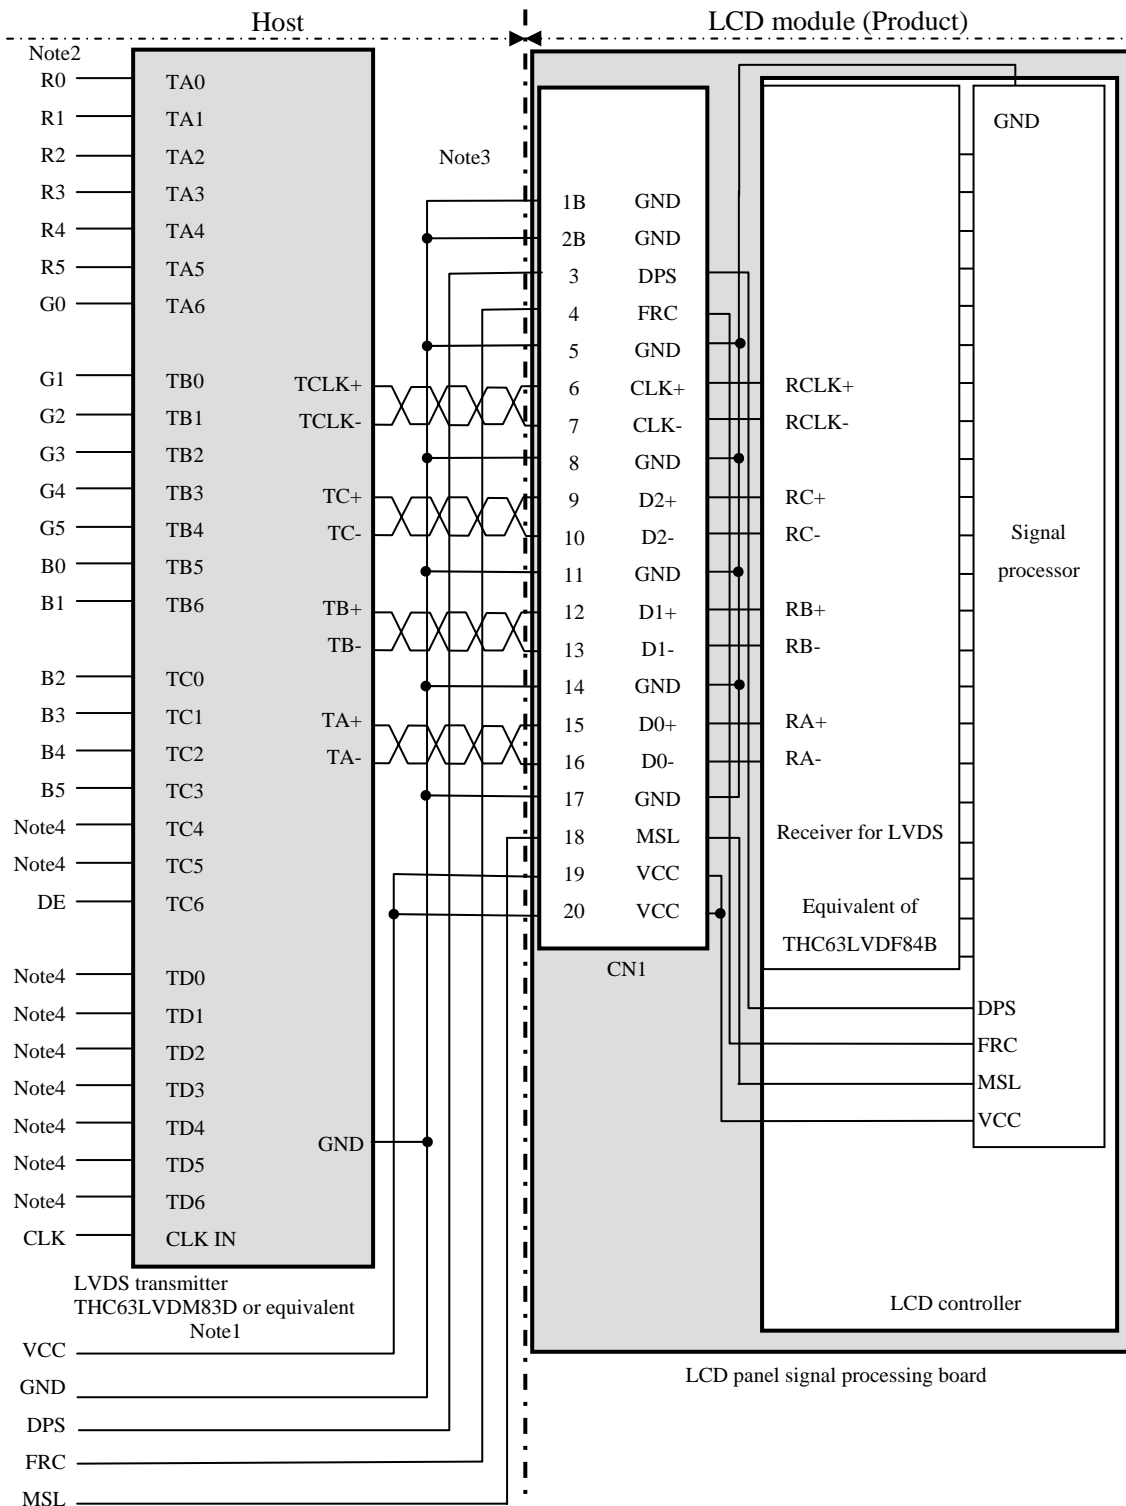 Host
LCD module (Product)
Note2
R0 TA0
R1 TA1
R2 TA2
R3 TA3
R4 TA4
R5 TA5
G0 TA6
G1 TB0
G2 TB1
G3 TB2
G4 TB3
G5 TB4
B0 TB5
B1 TB6
B2 TC0
B3 TC1
B4 TC2
B5 TC3
Note4 TC4
Note4 TC5
DE TC6
Note4 TD0
Note4 TD1
Note4 TD2
Note4 TD3
Note4 TD4
Note4 TD5
Note4 TD6
CLK CLK IN
TCLK+
TCLK-
TC+
TC-
TB+
TB-
TA+
TA-
GND
LVDS transmitter
THC63LVDM83D or equivalent
Note1
VCC
GND
DPS
FRC
MSL
Note3
1B GND
2B GND
3 DPS
4 FRC
5 GND
6 CLK+
7 CLK-
8 GND
9 D2+
10 D2-
11 GND
12 D1+
13 D1-
14 GND
15 D0+
16 D0-
17 GND
18 MSL
19 VCC
20 VCC
CN1
RCLK+
RCLK-
RC+
RC-
RB+
RB-
RA+
RA-
Receiver for LVDS
Equivalent of
THC63LVDF84B
GND
Signal
processor
DPS
FRC
MSL
VCC
LCD controller
LCD panel signal processing board